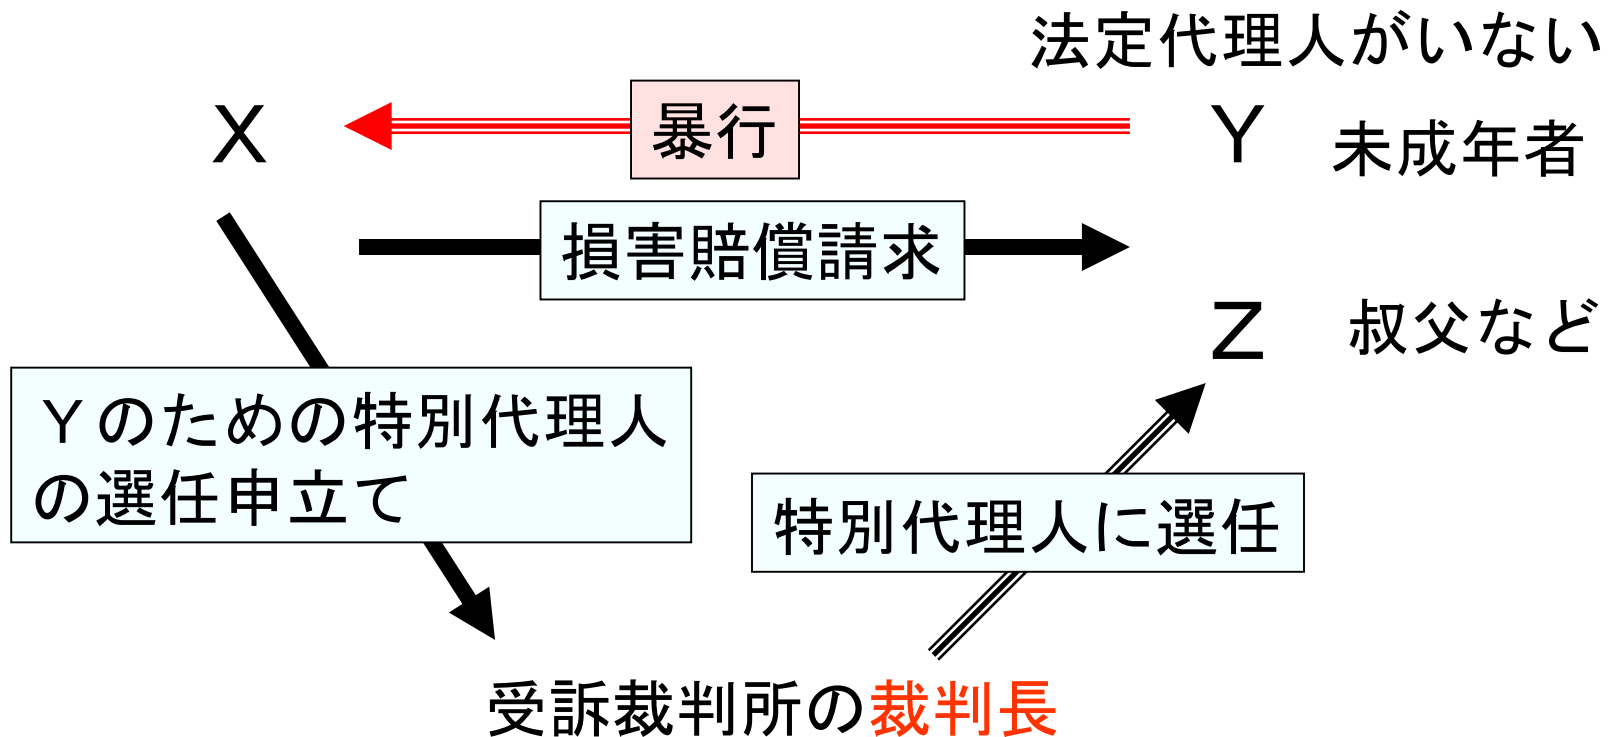 法定代理人がいない
X
暴行
Y
未成年者
損害賠償請求
Z
叔父など
Yのための特別代理人
の選任申立て
特別代理人に選任
受訴裁判所の裁判長